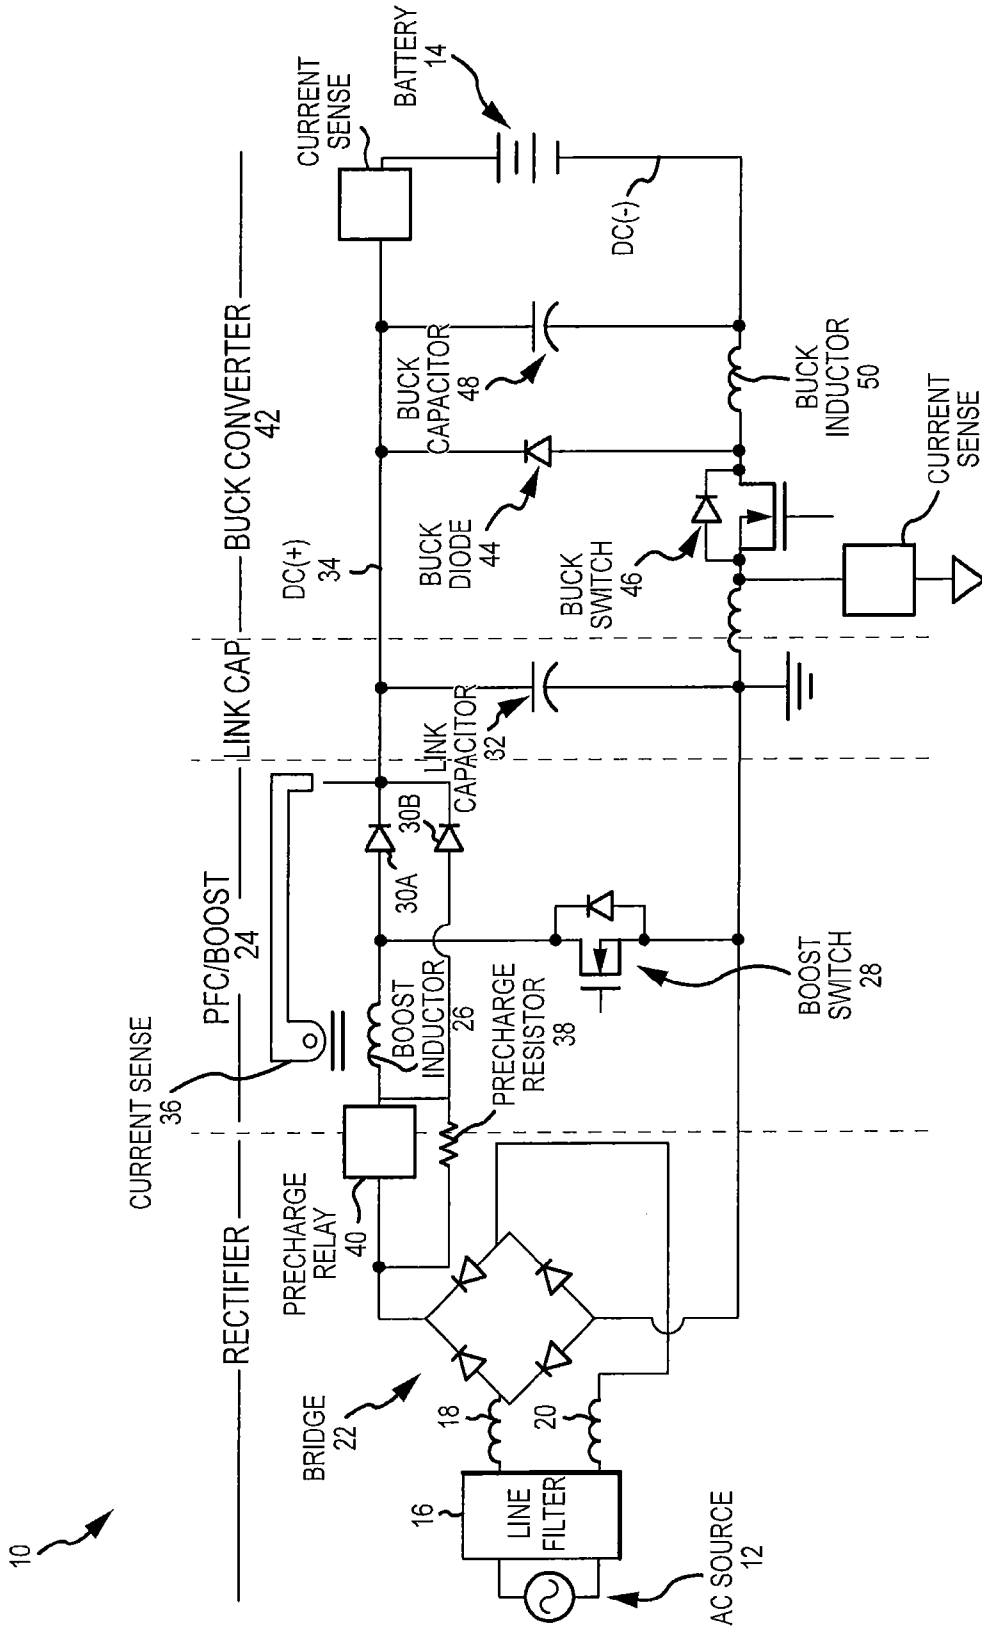 10
RECTIFIER
PFC/BOOST
24
LINK CAP
BUCK CONVERTER
42
CURRENT SENSE
36
PRECHARGE
RELAY
40
BRIDGE
22
18
20
16
LINE
FILTER
AC SOURCE
12
BOOST
INDUCTOR
26
PRECHARGE
RESISTOR
38
30A
30B
BOOST
SWITCH
28
LINK
CAPACITOR
32
DC(+)
34
BUCK
DIODE
44
BUCK
SWITCH
46
BUCK
CAPACITOR
48
BUCK
INDUCTOR
50
CURRENT
SENSE
CURRENT
SENSE
BATTERY
14
DC(-)